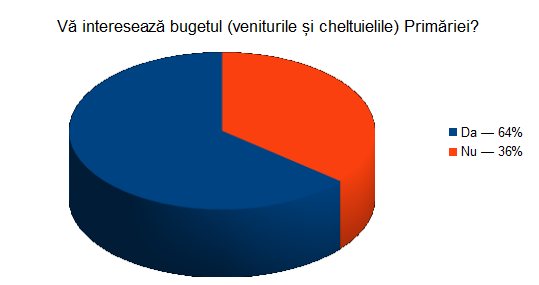 Vă interesează bugetul (veniturile și cheltuielile) Primăriei?
Da — 64%
Nu — 36%